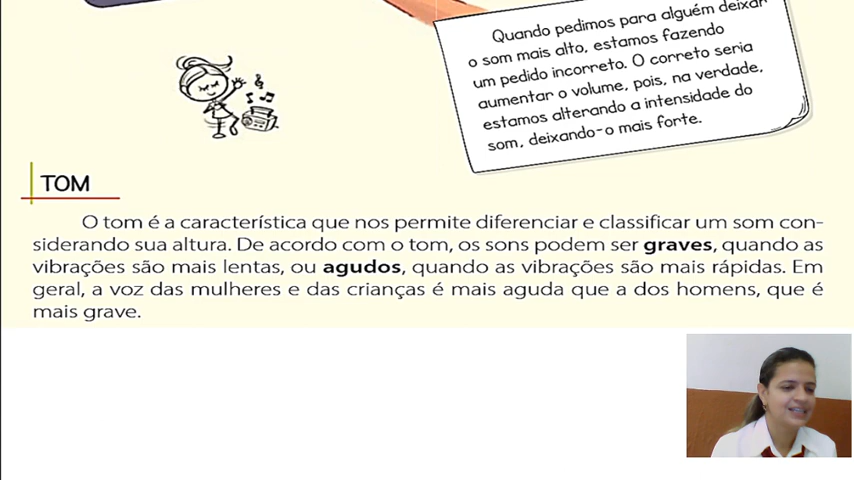 Quando pedimos para alguém deixar
o som mais alto, estamos fazendo
um pedido incorreto. O correto seria
aumentar o volume, pois, na verdade,
estamos alterando a intensidade do
som, deixando-o mais forte.
TOM
O tom é a característica que nos permite diferenciar e classificar um som con-
siderando sua altura. De acordo com o tom, os sons podem ser graves, quando as
vibrações são mais lentas, ou agudos, quando as vibrações são mais rápidas. Em
geral, a voz das mulheres e das crianças é mais aguda que a dos homens, que é
mais grave.